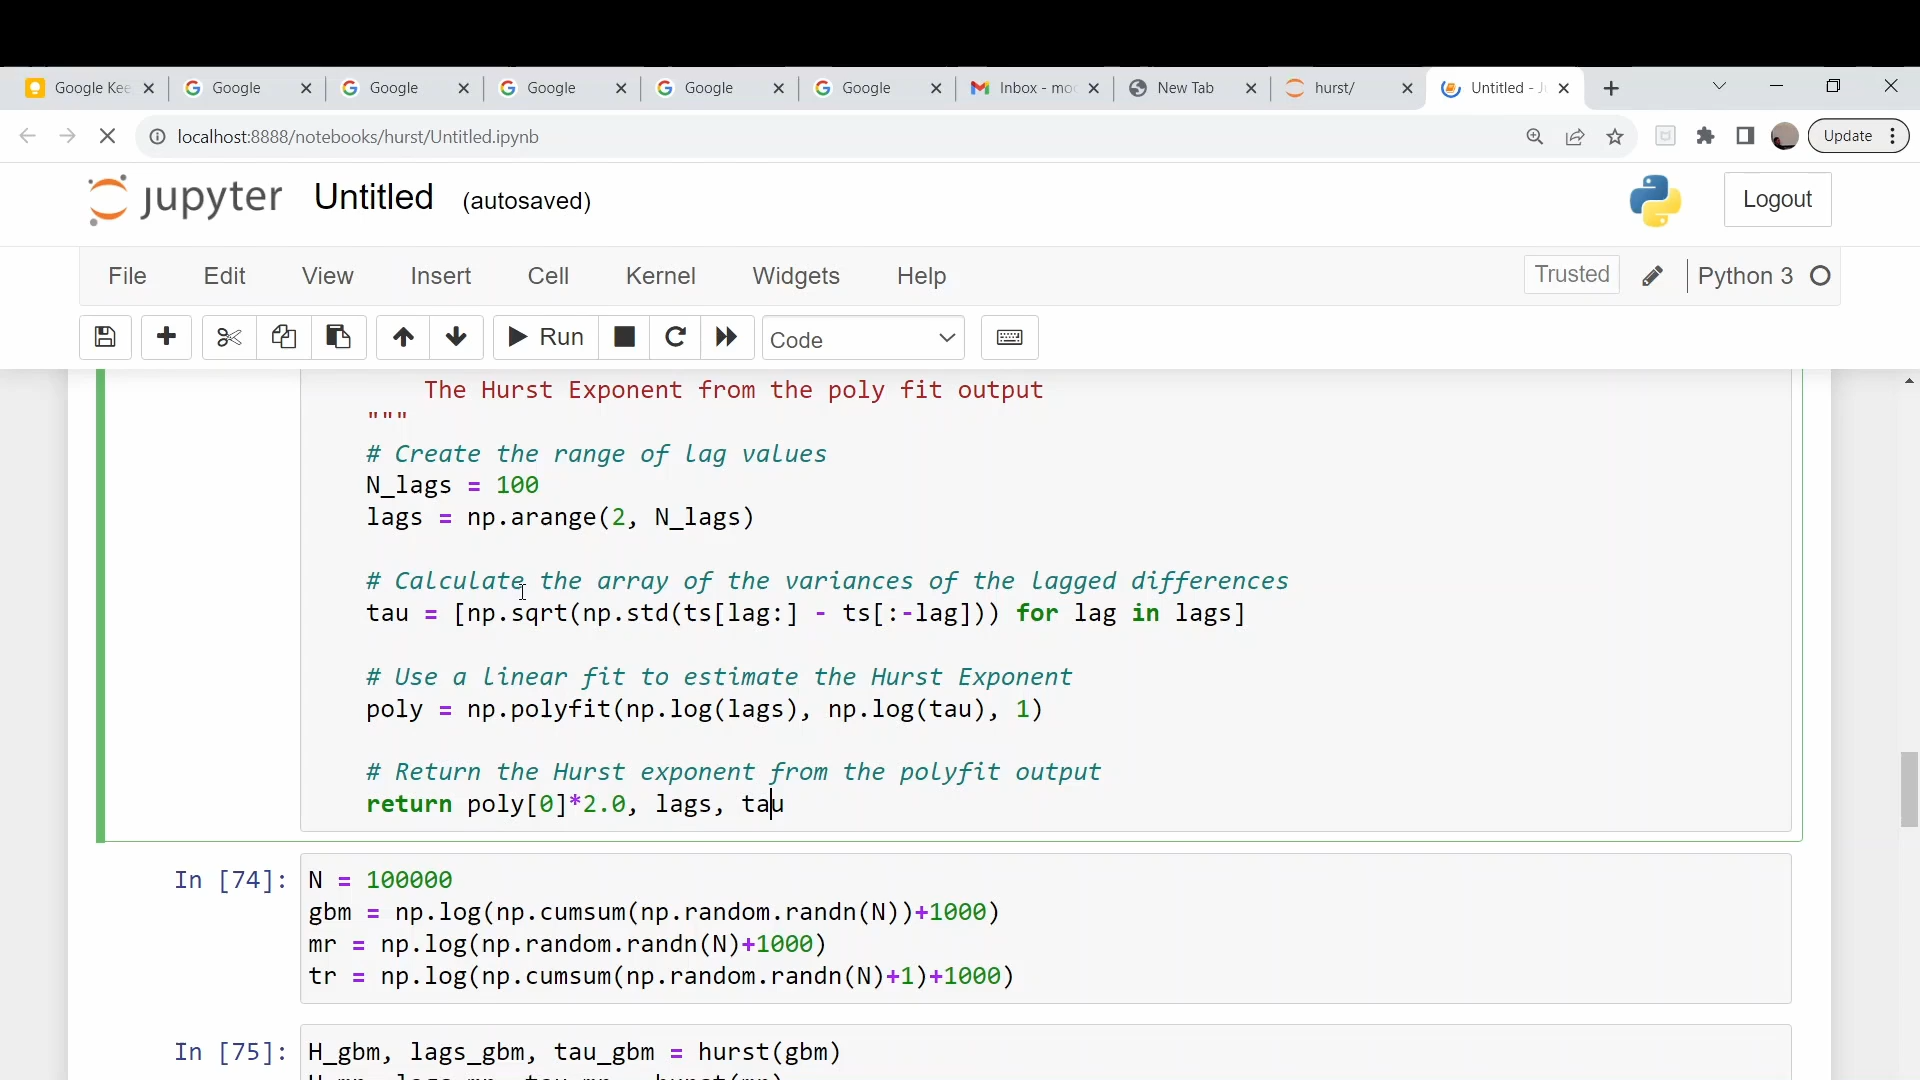 Google Kee
Google
Google
Google
Google
Google
Inbox - mo
New Tab
hurst/
Untitled - J
localhost:8888/notebooks/hurst/Untitled.ipynb
Update
jupyter Untitled (autosaved)
Logout
File Edit View Insert Cell Kernel Widgets Help
Trusted
Python 3
Run
Code
The Hurst Exponent from the poly fit output
"""
# Create the range of lag values
N_lags = 100
lags = np.arange(2, N_lags)
# Calculate the array of the variances of the lagged differences
tau = [np.sqrt(np.std(ts[lag:] - ts[:-lag])) for lag in lags]
# Use a linear fit to estimate the Hurst Exponent
poly = np.polyfit(np.log(lags), np.log(tau), 1)
# Return the Hurst exponent from the polyfit output
return poly[0]*2.0, lags, tau
In [74]: N = 100000
gbm = np.log(np.cumsum(np.random.randn(N))+1000)
mr = np.log(np.random.randn(N)+1000)
tr = np.log(np.cumsum(np.random.randn(N)+1)+1000)
In [75]: H_gbm, lags_gbm, tau_gbm = hurst(gbm)